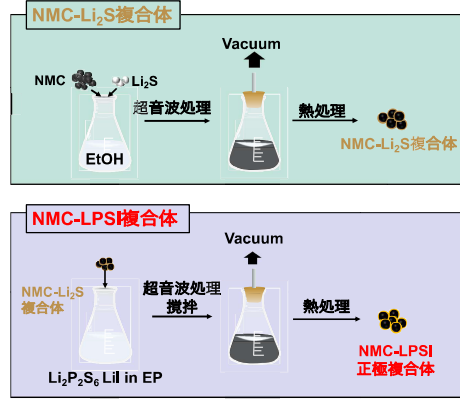 NMC-Li₂S複合体
Vacuum
NMC
Li₂S
超音波処理
熱処理
EtOH
NMC-Li₂S複合体
NMC-LPSI複合体
Vacuum
NMC-Li₂S
複合体
超音波処理
撹拌
熱処理
NMC-LPSI
正極複合体
Li₂P₂S₆ LiI in EP